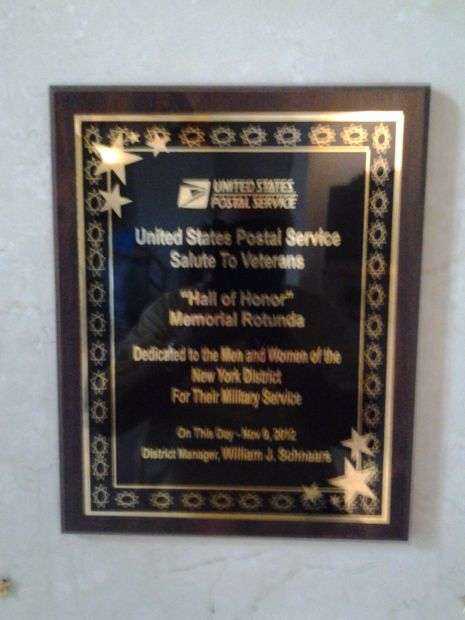 UNITED STATES
POSTAL SERVICE
United States Postal Service
Salute To Veterans
"Hall of Honor"
Memorial Rotunda
Dedicated to the Men and Women of the
New York District
For Their Military Service
On This Day - Nov 9, 2012
District Manager, William J. Schnaars